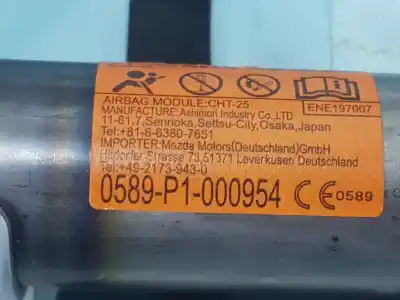 AIRBAG MODULE:CHT-25
ENE197007
MANUFACTURE:Ashimori Industry Co.,LTD
11-61,7,Senrioka,Settsu-City,Osaka,Japan
Tel:+81-6-6380-7651
IMPORTER:Mazda Motors(Deutschland)GmbH
Hitdorfer Strasse 73,51371 Leverkusen Deutschland
Tel:+49-2173-943-0
0589-P1-000954 CE 0589